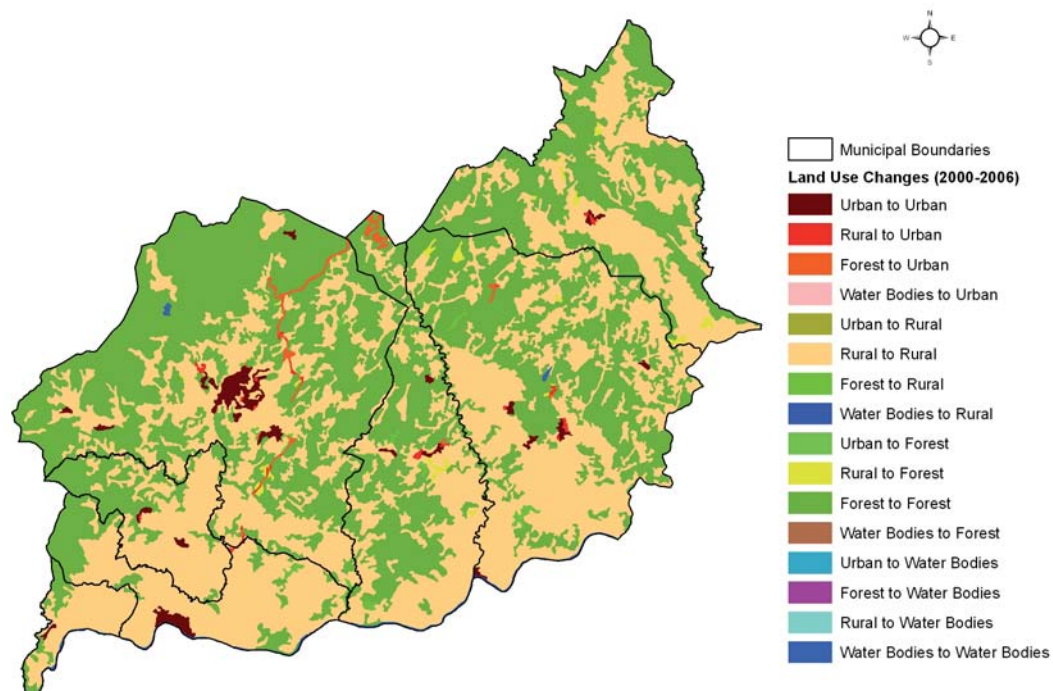 N
W E
S
Municipal Boundaries
Land Use Changes (2000-2006)
Urban to Urban
Rural to Urban
Forest to Urban
Water Bodies to Urban
Urban to Rural
Rural to Rural
Forest to Rural
Water Bodies to Rural
Urban to Forest
Rural to Forest
Forest to Forest
Water Bodies to Forest
Urban to Water Bodies
Forest to Water Bodies
Rural to Water Bodies
Water Bodies to Water Bodies